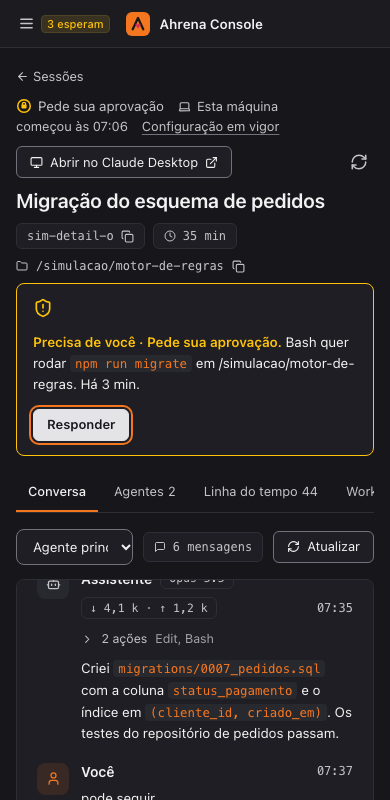 3 esperam
Ahrena Console
Sessões
Pede sua aprovação
Esta máquina
começou às 07:06
Configuração em vigor
Abrir no Claude Desktop
Migração do esquema de pedidos
sim-detail-o
35 min
/simulacao/motor-de-regras
Precisa de você · Pede sua aprovação. Bash quer
rodar npm run migrate em /simulacao/motor-de-
regras. Há 3 min.
Responder
Conversa
Agentes 2
Linha do tempo 44
Work
Agente princ
6 mensagens
Atualizar
Assistente
↓ 4,1 k · ↑ 1,2 k
07:35
2 ações Edit, Bash
Criei migrations/0007_pedidos.sql
com a coluna status_pagamento e o
índice em (cliente_id, criado_em). Os
testes do repositório de pedidos passam.
Você
07:37
pode seguir